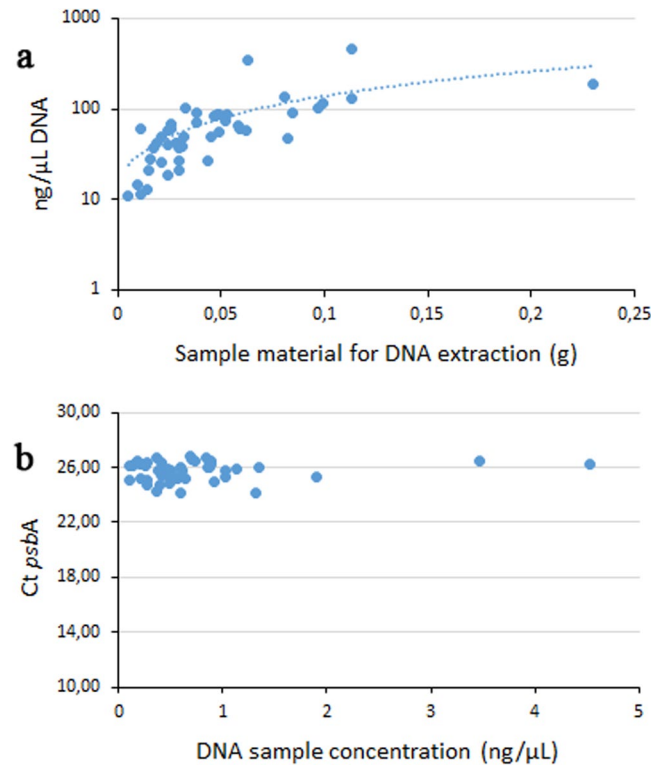 a
1000
100
10
1
ng/µL DNA
0 0,05 0,1 0,15 0,2 0,25
Sample material for DNA extraction (g)
b
30,00
26,00
22,00
18,00
14,00
10,00
Ct psbA
0 1 2 3 4 5
DNA sample concentration (ng/µL)